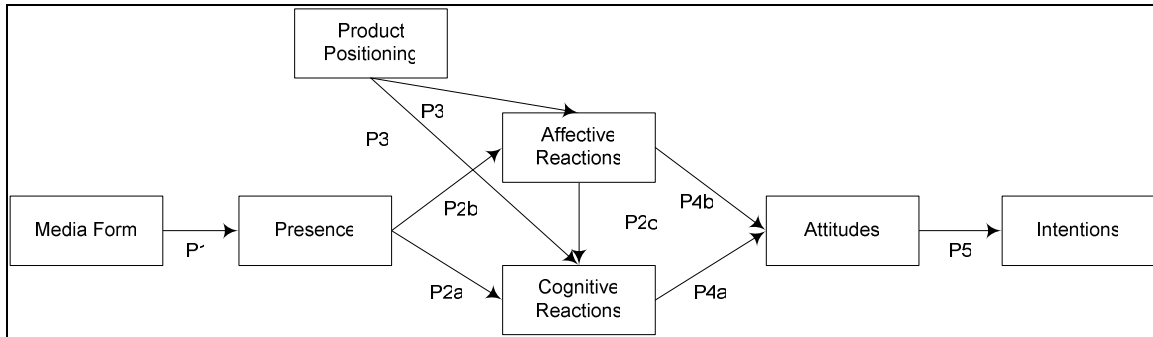 Product
Positioning
P3
P3
Affective
Reactions
Media Form
P1
Presence
P2b
P2c
P4b
Attitudes
P5
Intentions
P2a
Cognitive
Reactions
P4a